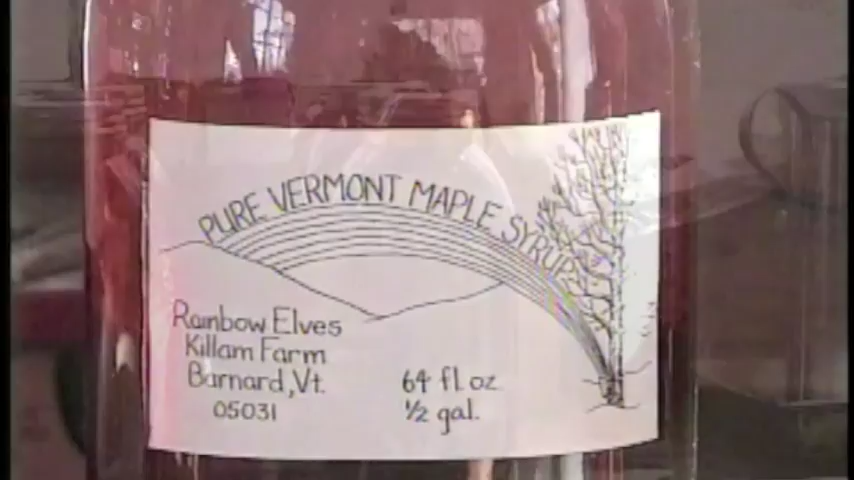 PURE VERMONT MAPLE SYRUP
Rainbow Elves
Killam Farm
Barnard, Vt.
05031
64 fl. oz
1/2 gal.